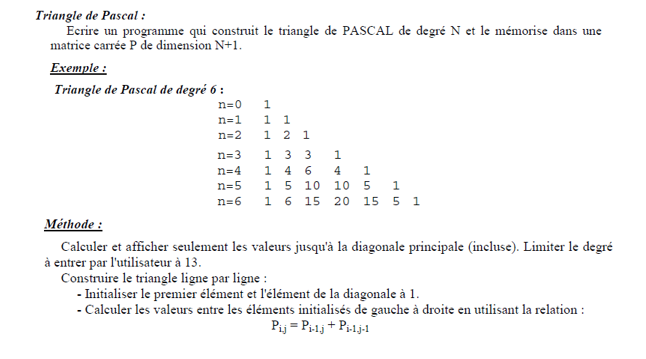 Triangle de Pascal :
Ecrire un programme qui construit le triangle de PASCAL de degré N et le mémorise dans une
matrice carrée P de dimension N+1.
Exemple :
Triangle de Pascal de degré 6 :
n=0 1
n=1 1 1
n=2 1 2 1
n=3 1 3 3 1
n=4 1 4 6 4 1
n=5 1 5 10 10 5 1
n=6 1 6 15 20 15 5 1
Méthode :
Calculer et afficher seulement les valeurs jusqu'à la diagonale principale (incluse). Limiter le degré
à entrer par l'utilisateur à 13.
Construire le triangle ligne par ligne :
- Initialiser le premier élément et l'élément de la diagonale à 1.
- Calculer les valeurs entre les éléments initialisés de gauche à droite en utilisant la relation :
Pi,j = Pi-1,j + Pi-1,j-1